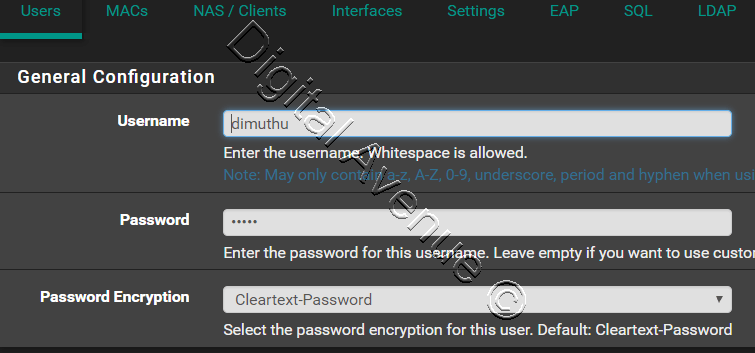 Users MACs NAS / Clients Interfaces Settings EAP SQL LDAP
General Configuration
Username dimuthu
Enter the username. Whitespace is allowed.
Note: May only contain a-z, A-Z, 0-9, underscore, period and hyphen when usi
Password •••••
Enter the password for this username. Leave empty if you want to use custo
Password Encryption Cleartext-Password
Select the password encryption for this user. Default: Cleartext-Password
Digital Avenue ©